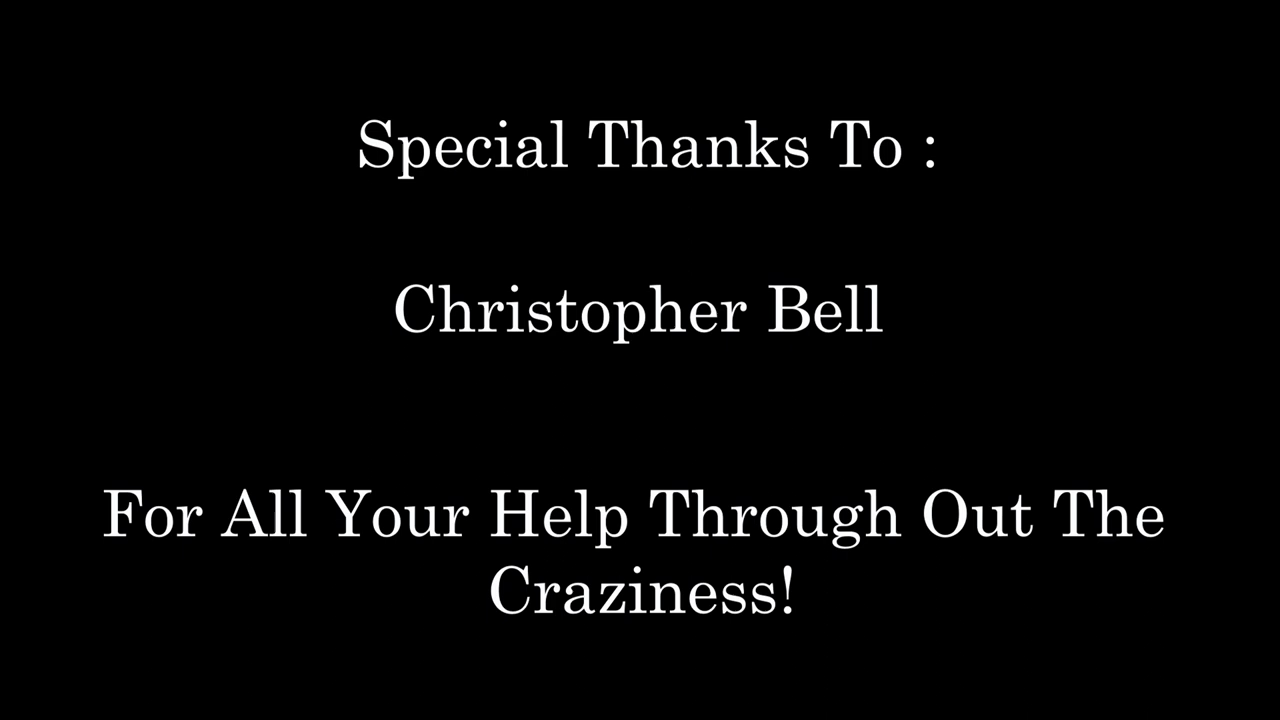 Special Thanks To :
Christopher Bell
For All Your Help Through Out The
Craziness!